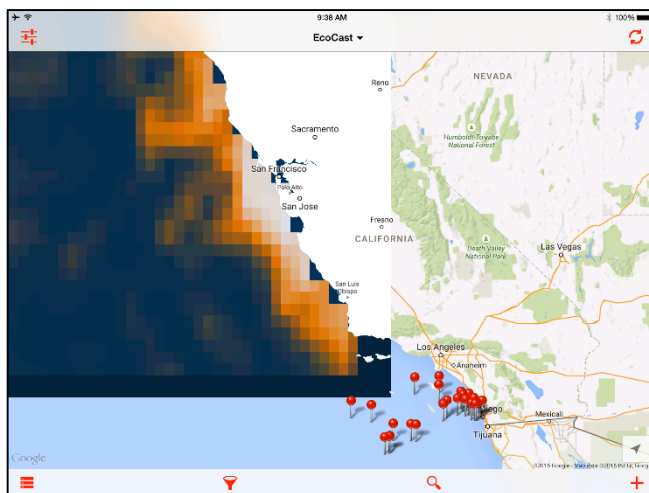 9:38 AM
100%
EcoCast
NEVADA
Reno
Humboldt-Toiyabe
National Forest
Sacramento
San Francisco
Palo Alto
San Jose
Fresno
CALIFORNIA
Death Valley
National Park
Las Vegas
San Luis
Obispo
Los Angeles
Anaheim
Diego
Mexicali
Tijuana
Google